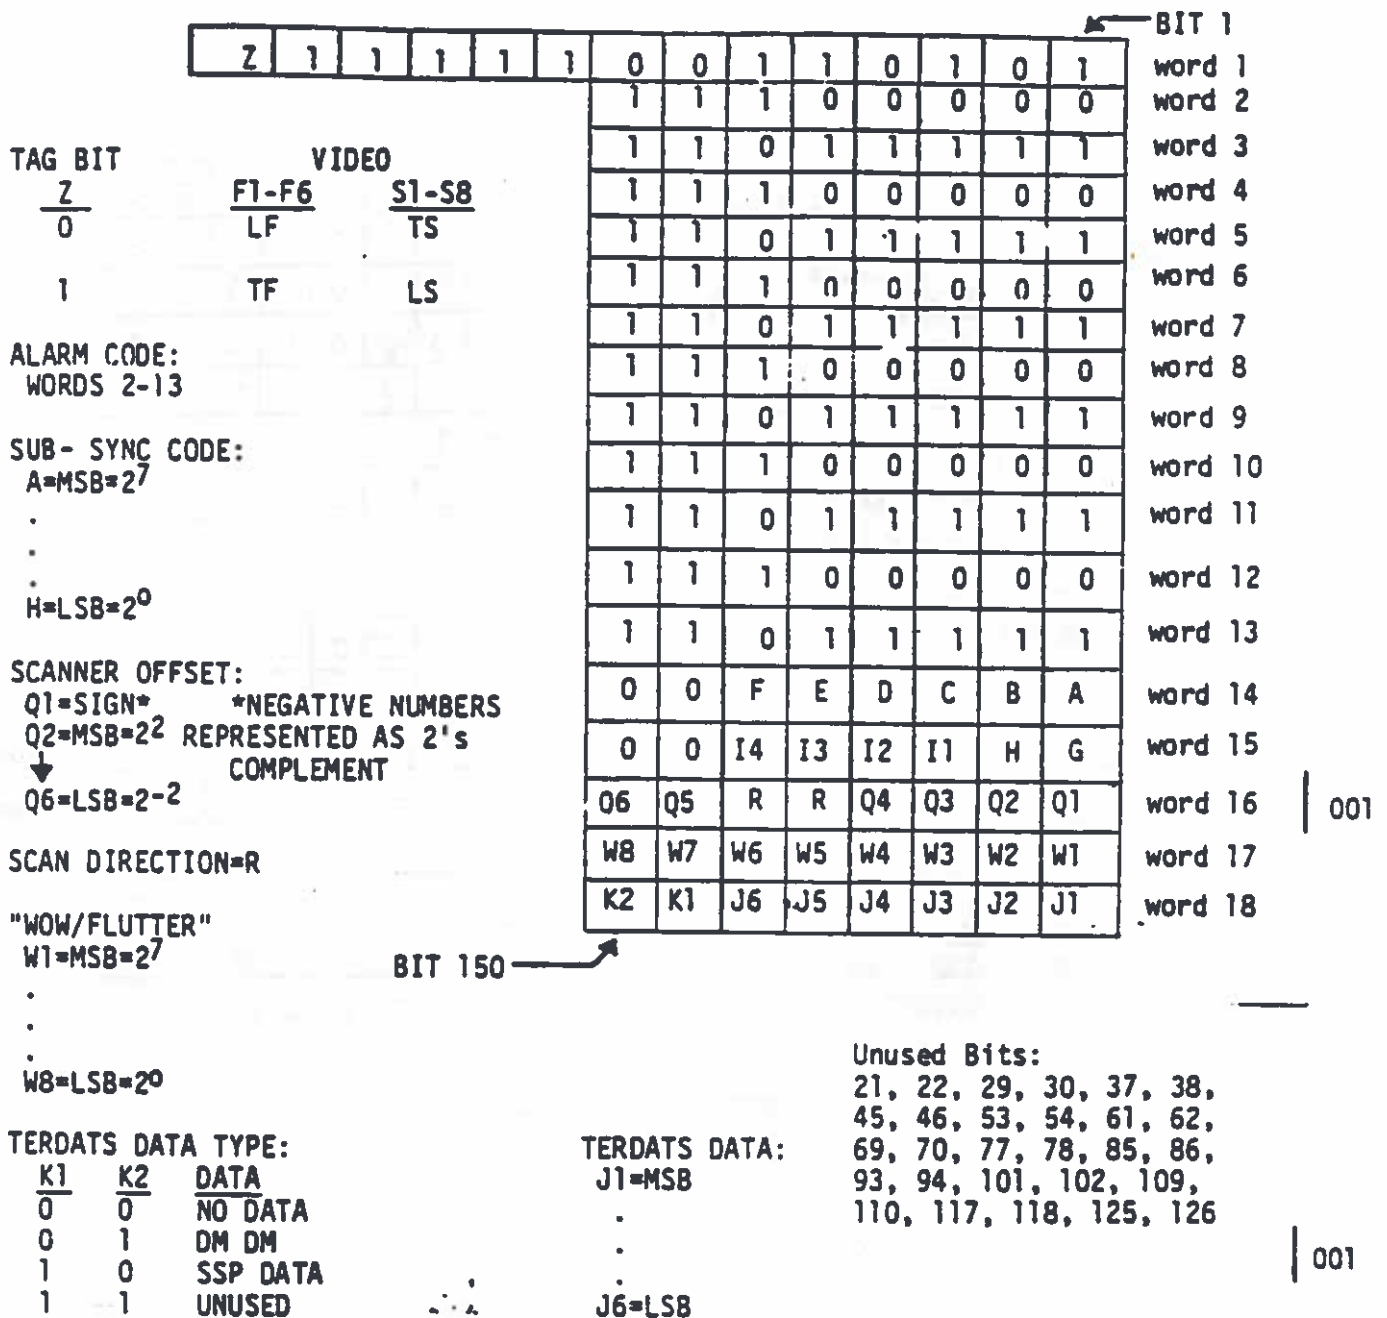 BIT 1
Z 1 1 1 1 1 0 0 1 1 0 1 0 1 word 1
1 1 1 0 0 0 0 0 word 2
1 1 0 1 1 1 1 1 word 3
1 1 1 0 0 0 0 0 word 4
1 1 0 1 1 1 1 1 word 5
1 1 1 0 0 0 0 0 word 6
1 1 0 1 1 1 1 1 word 7
1 1 1 0 0 0 0 0 word 8
1 1 0 1 1 1 1 1 word 9
1 1 1 0 0 0 0 0 word 10
1 1 0 1 1 1 1 1 word 11
1 1 1 0 0 0 0 0 word 12
1 1 0 1 1 1 1 1 word 13
0 0 F E D C B A word 14
0 0 I4 I3 I2 I1 H G word 15
Q6 Q5 R R Q4 Q3 Q2 Q1 word 16
001
W8 W7 W6 W5 W4 W3 W2 W1 word 17
K2 K1 J6 J5 J4 J3 J2 J1 word 18
BIT 150
TAG BIT VIDEO
Z F1-F6 S1-S8
0 LF TS
1 TF LS
ALARM CODE:
WORDS 2-13
SUB- SYNC CODE:
A=MSB=2⁷
.
.
.
H=LSB=2⁰
SCANNER OFFSET:
Q1=SIGN* *NEGATIVE NUMBERS
Q2=MSB=2² REPRESENTED AS 2's
COMPLEMENT
Q6=LSB=2⁻²
SCAN DIRECTION=R
"WOW/FLUTTER"
W1=MSB=2⁷
.
.
.
W8=LSB=2⁰
TERDATS DATA TYPE:
K1 K2 DATA
0 0 NO DATA
0 1 DM DM
1 0 SSP DATA
1 1 UNUSED
TERDATS DATA:
J1=MSB
.
.
.
J6=LSB
Unused Bits:
21, 22, 29, 30, 37, 38,
45, 46, 53, 54, 61, 62,
69, 70, 77, 78, 85, 86,
93, 94, 101, 102, 109,
110, 117, 118, 125, 126
001